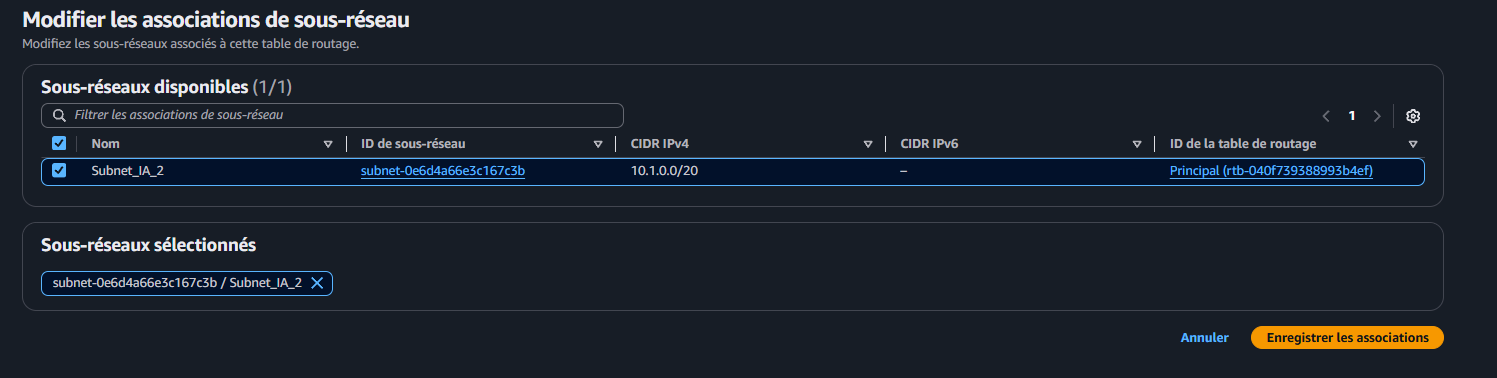 Modifier les associations de sous-réseau
Modifiez les sous-réseaux associés à cette table de routage.
Sous-réseaux disponibles (1/1)
Filtrer les associations de sous-réseau
1
Nom ID de sous-réseau CIDR IPv4 CIDR IPv6 ID de la table de routage
Subnet_IA_2 subnet-0e6d4a66e3c167c3b 10.1.0.0/20 – Principal (rtb-040f739388993b4ef)
Sous-réseaux sélectionnés
subnet-0e6d4a66e3c167c3b / Subnet_IA_2
Annuler Enregistrer les associations